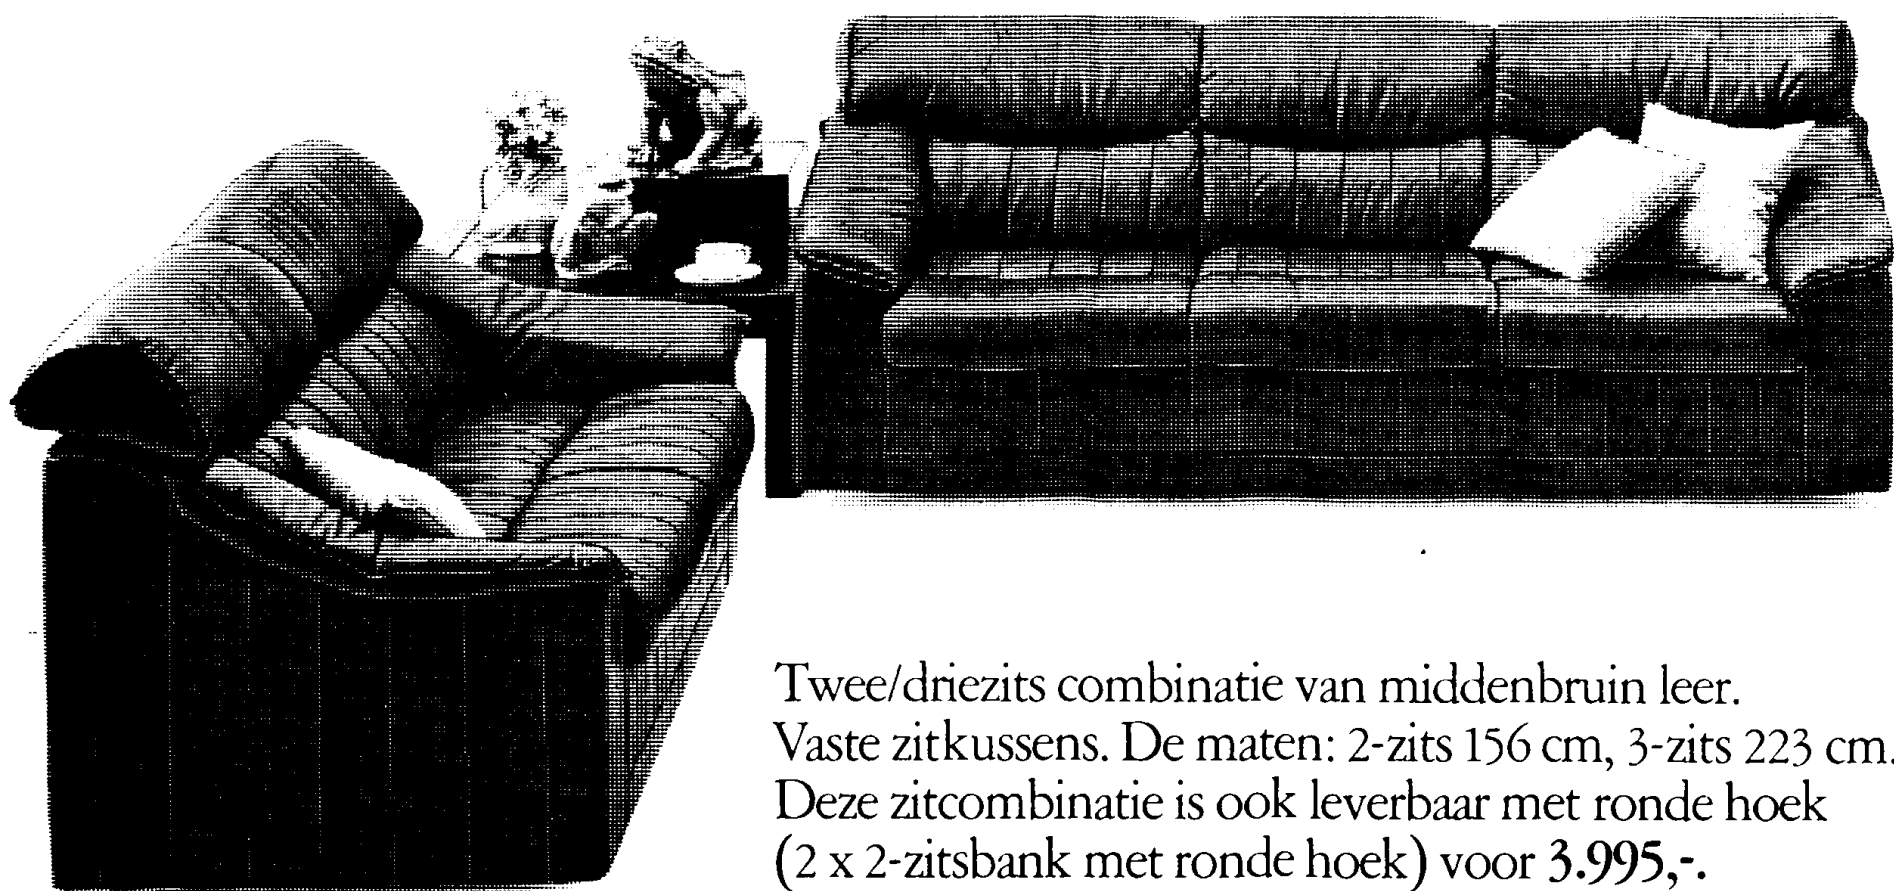 Twee/driezits combinatie van middenbruin leer.
Vaste zitkussens. De maten: 2-zits 156 cm, 3-zits 223 cm.
Deze zitcombinatie is ook leverbaar met ronde hoek
(2 x 2-zitsbank met ronde hoek) voor 3.995,-.